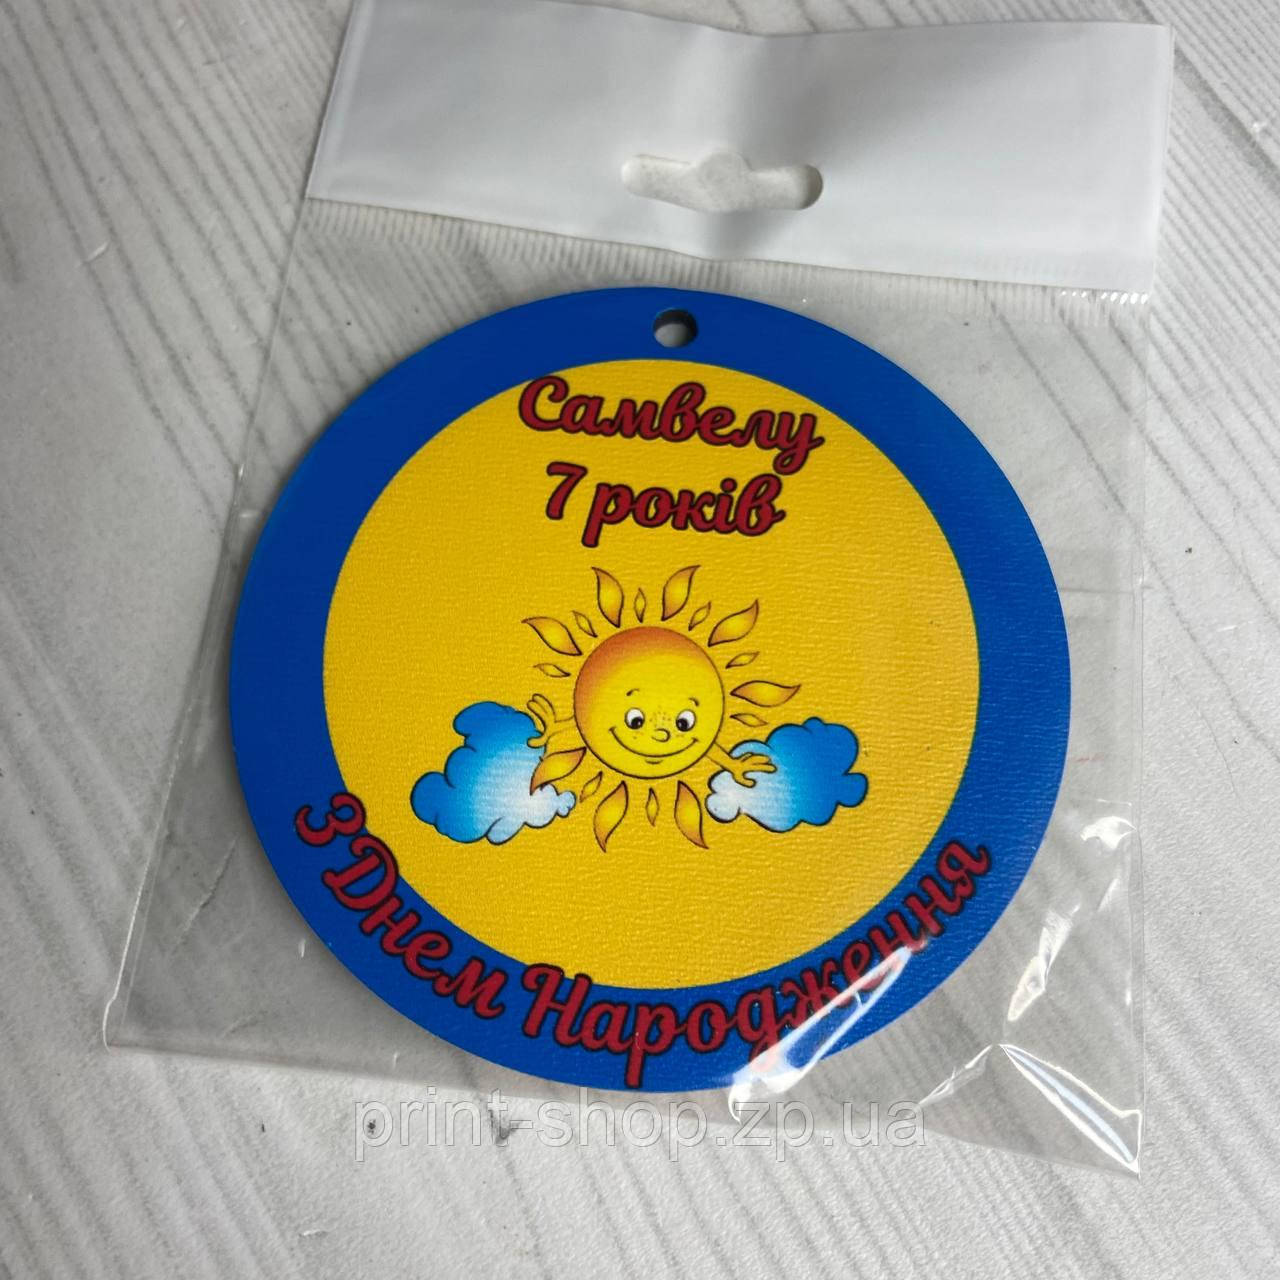 Самвелу
7 років
З Днем Народження
print-shop.zp.ua